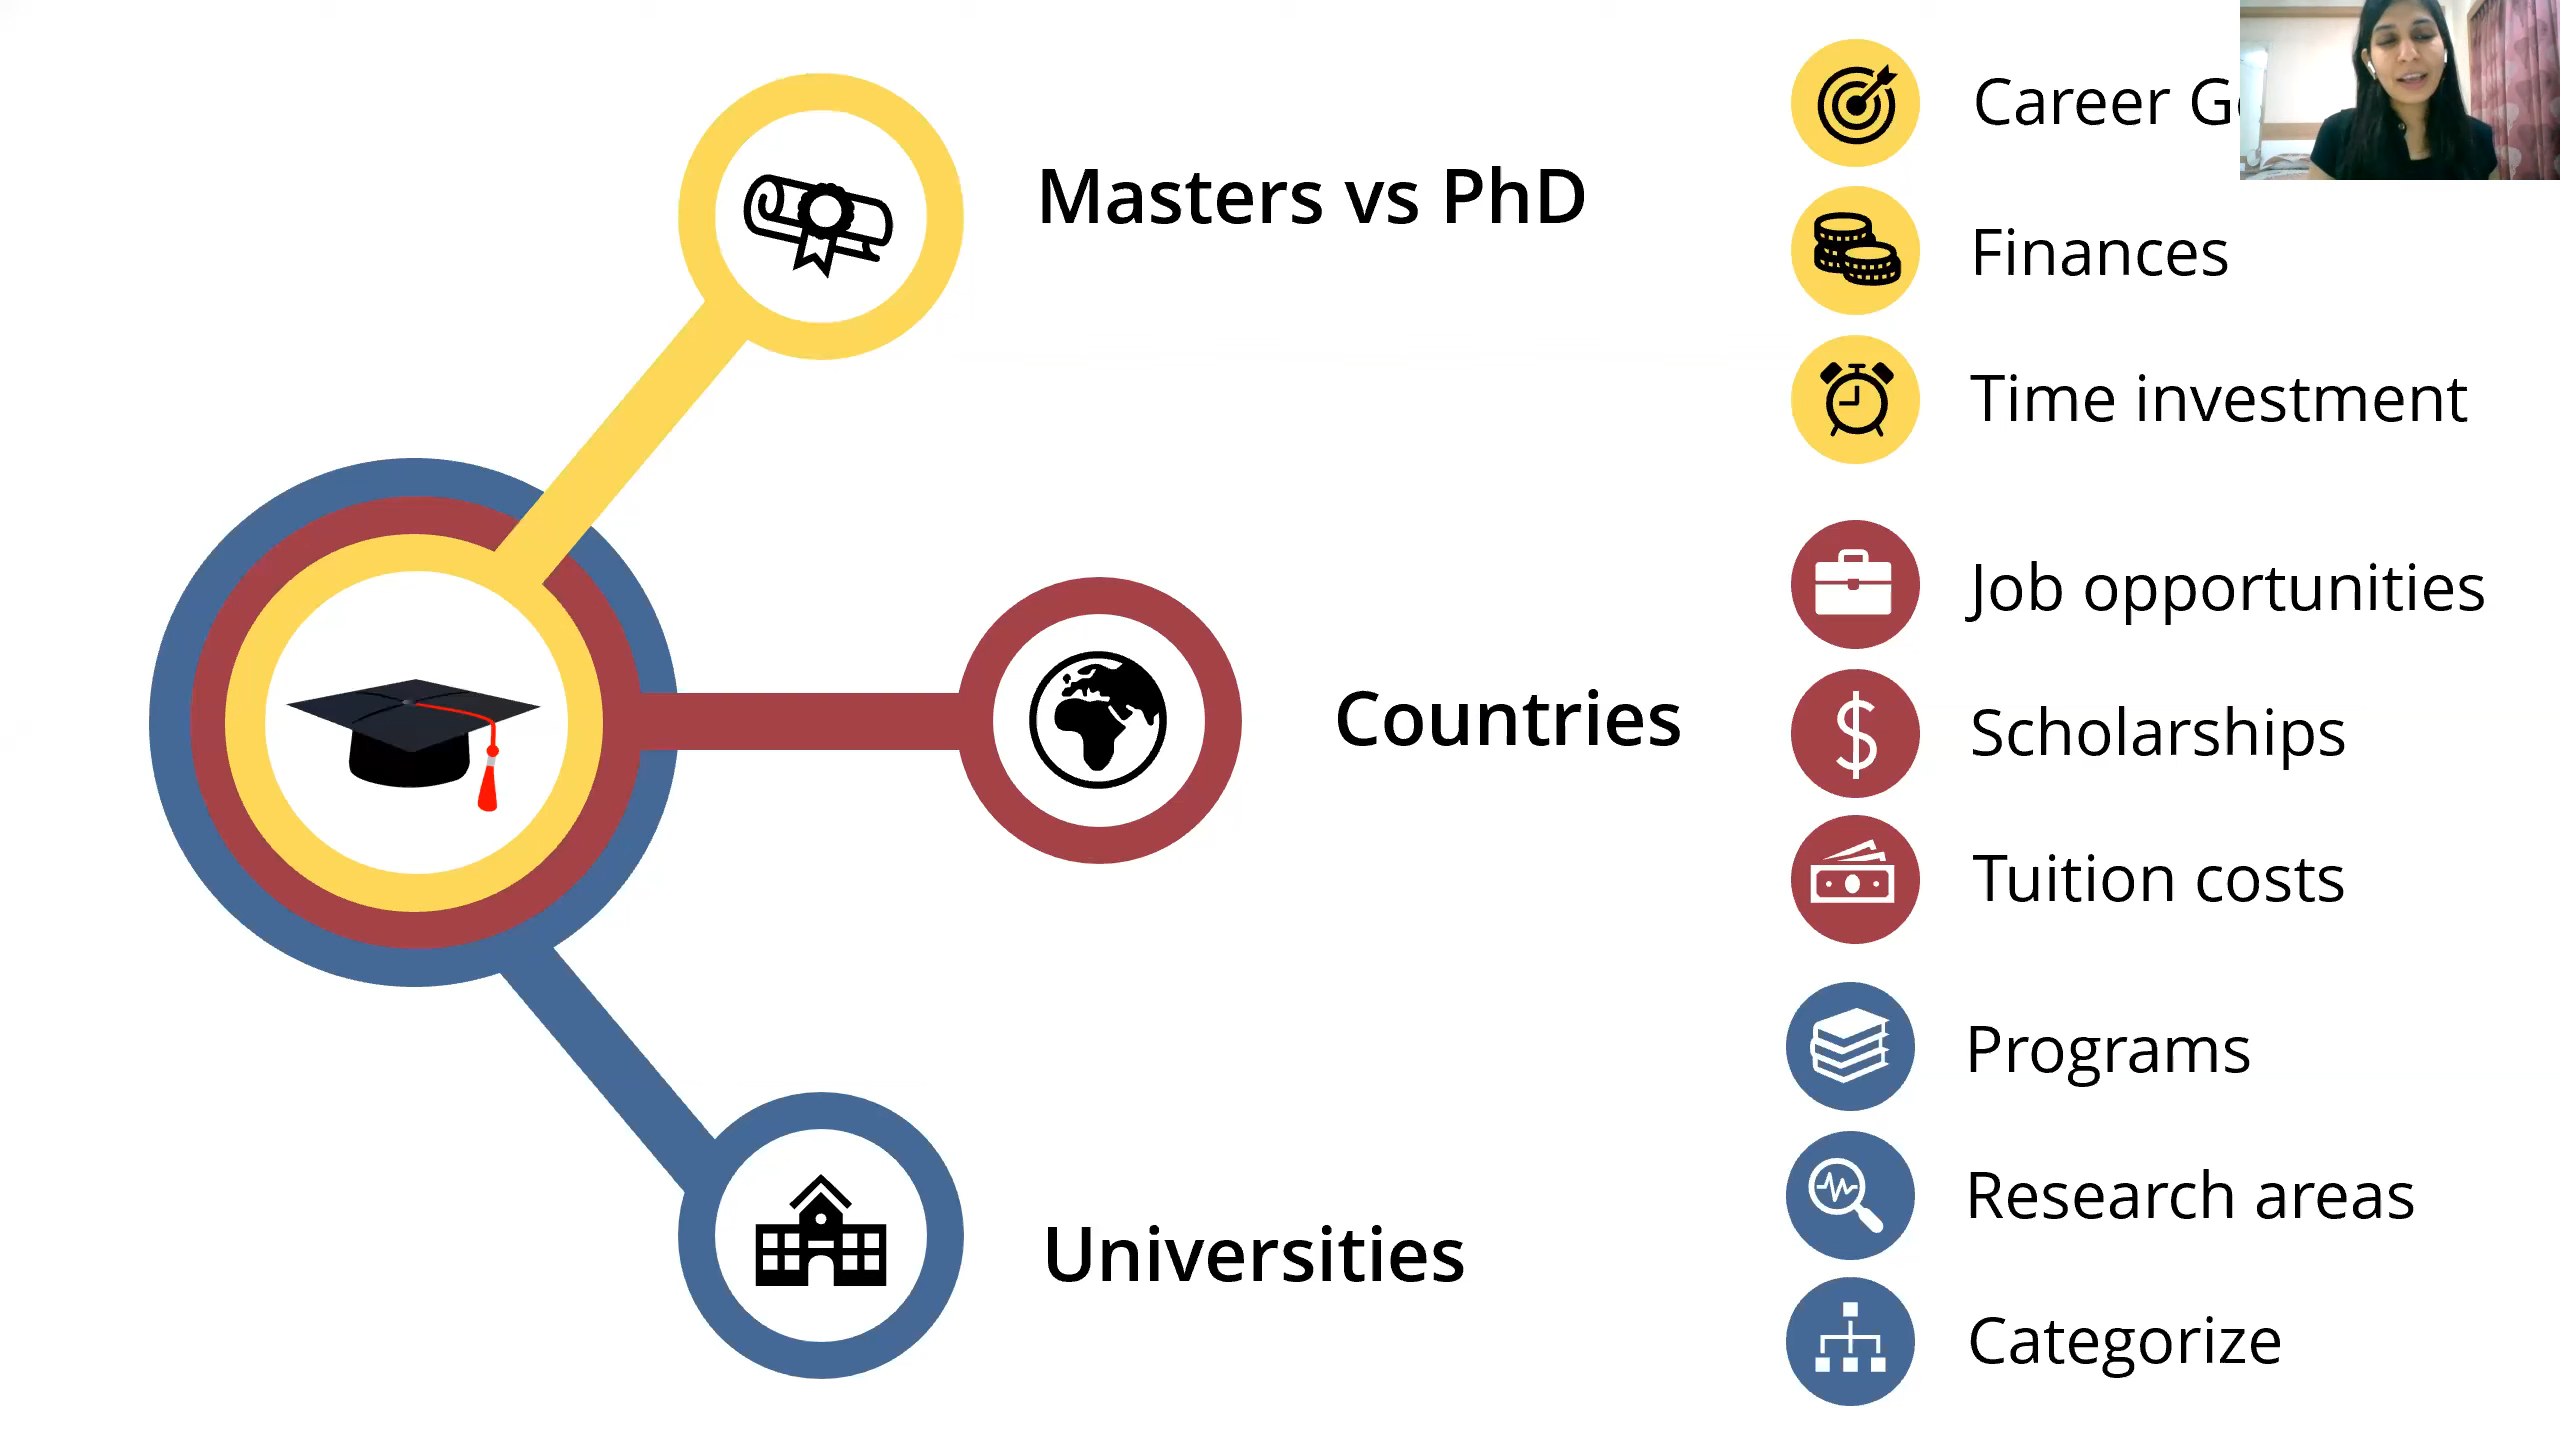 Career
Masters vs PhD
Finances
Time investment
Job opportunities
Countries
Scholarships
Tuition costs
Programs
Research areas
Universities
Categorize